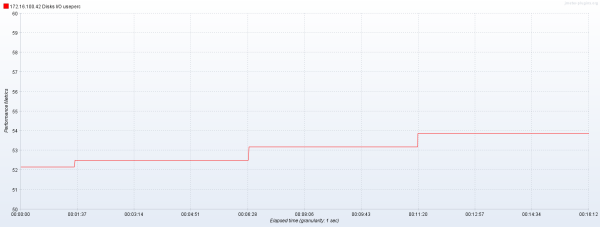 172.16.180.42 Disks I/O useperc
60
59
58
57
56
55
54
53
52
51
50
Performance Metrics
00:00:00 00:01:37 00:03:14 00:04:51 00:06:28 00:08:06 00:09:43 00:11:20 00:12:57 00:14:34 00:16:12
Elapsed time (granularity: 1 sec)